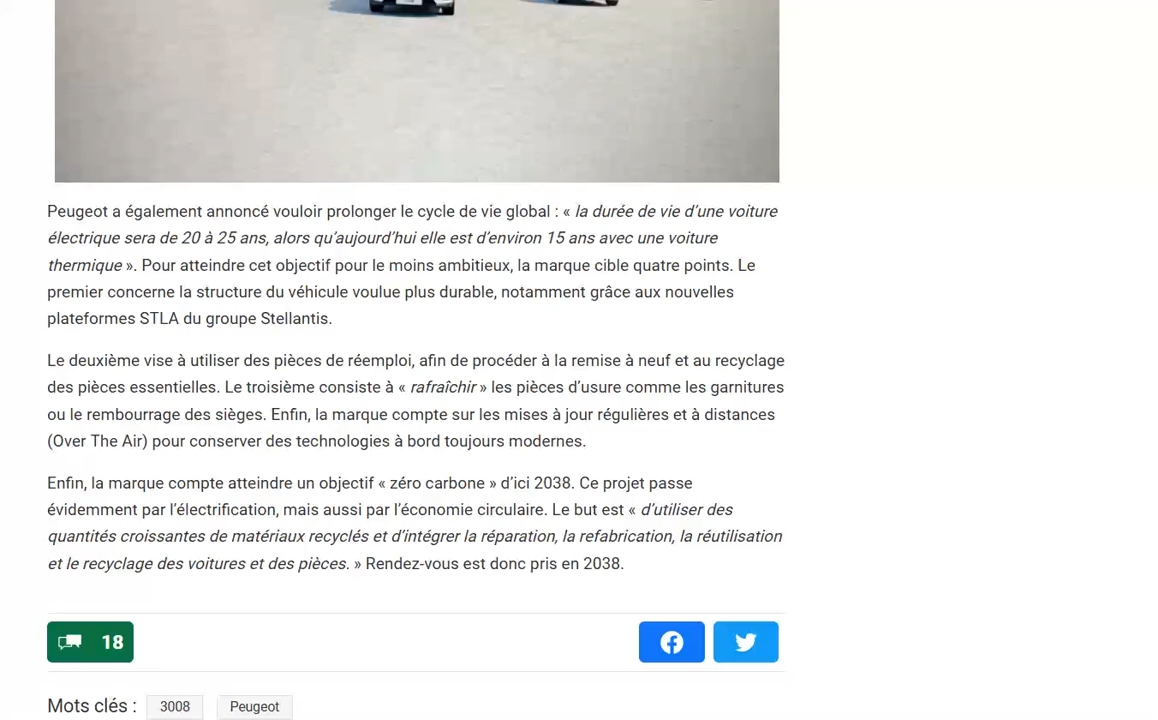 Peugeot a également annoncé vouloir prolonger le cycle de vie global : « la durée de vie d’une voiture
électrique sera de 20 à 25 ans, alors qu’aujourd’hui elle est d’environ 15 ans avec une voiture
thermique ». Pour atteindre cet objectif pour le moins ambitieux, la marque cible quatre points. Le
premier concerne la structure du véhicule voulue plus durable, notamment grâce aux nouvelles
plateformes STLA du groupe Stellantis.
Le deuxième vise à utiliser des pièces de réemploi, afin de procéder à la remise à neuf et au recyclage
des pièces essentielles. Le troisième consiste à « rafraîchir » les pièces d’usure comme les garnitures
ou le rembourrage des sièges. Enfin, la marque compte sur les mises à jour régulières et à distances
(Over The Air) pour conserver des technologies à bord toujours modernes.
Enfin, la marque compte atteindre un objectif « zéro carbone » d’ici 2038. Ce projet passe
évidemment par l’électrification, mais aussi par l’économie circulaire. Le but est « d’utiliser des
quantités croissantes de matériaux recyclés et d’intégrer la réparation, la refabrication, la réutilisation
et le recyclage des voitures et des pièces. » Rendez-vous est donc pris en 2038.
18
Mots clés : 3008 Peugeot